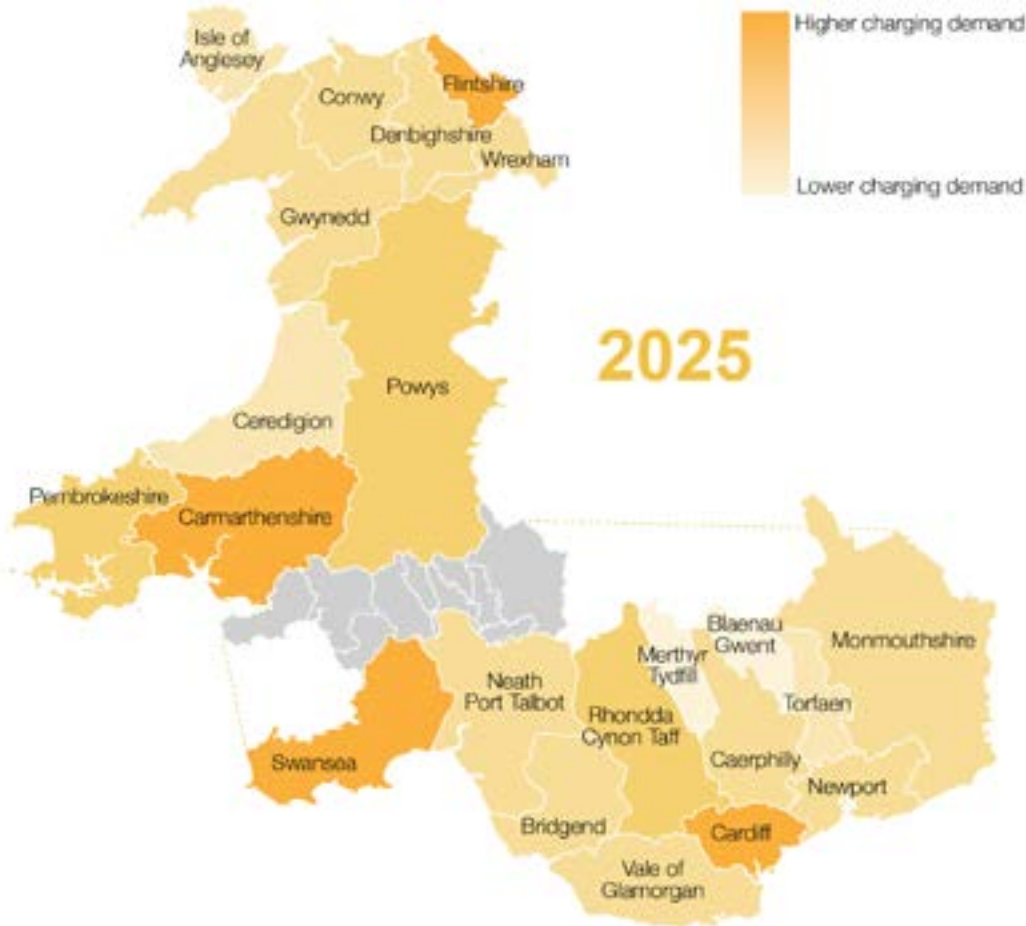 Higher charging demand
Lower charging demand
2025
Isle of
Anglesey
Conwy
Flintshire
Denbighshire
Wrexham
Gwynedd
Powys
Ceredigion
Pembrokeshire
Carmarthenshire
Swansea
Neath
Port Talbot
Bridgend
Rhondda
Cynon Taff
Merthyr
Tydfill
Blaenau
Gwent
Torfaen
Monmouthshire
Caerphilly
Newport
Cardiff
Vale of
Glamorgan